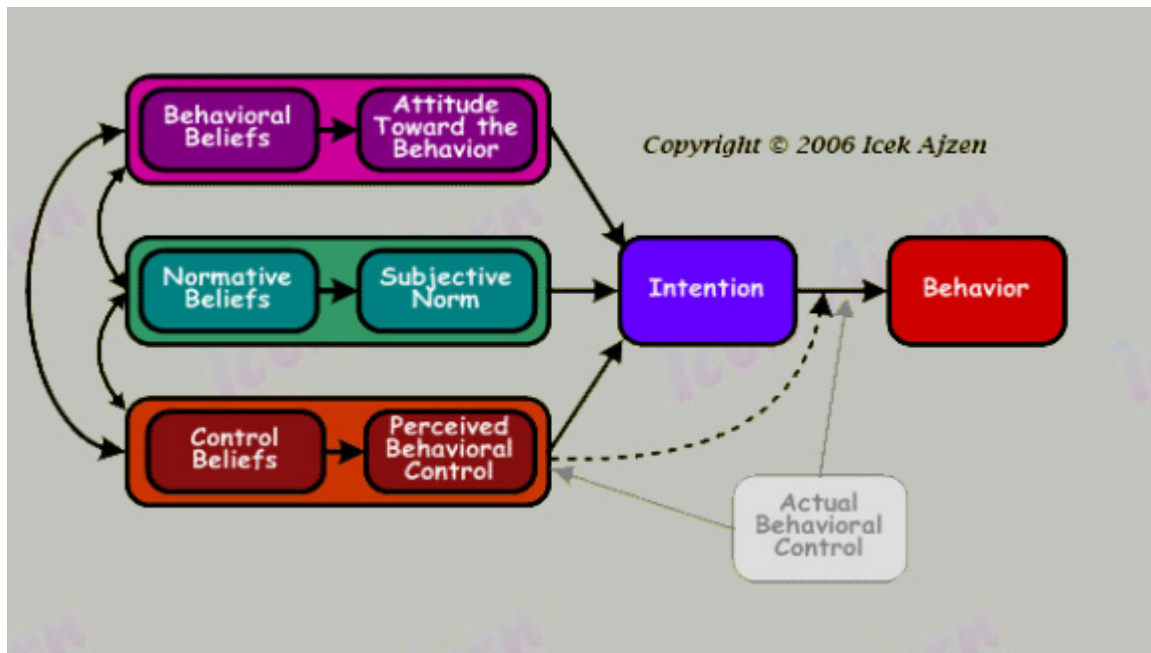 Behavioral
Beliefs
Attitude
Toward the
Behavior
Copyright © 2006 Icek Ajzen
Normative
Beliefs
Subjective
Norm
Intention
Behavior
Control
Beliefs
Perceived
Behavioral
Control
Actual
Behavioral
Control